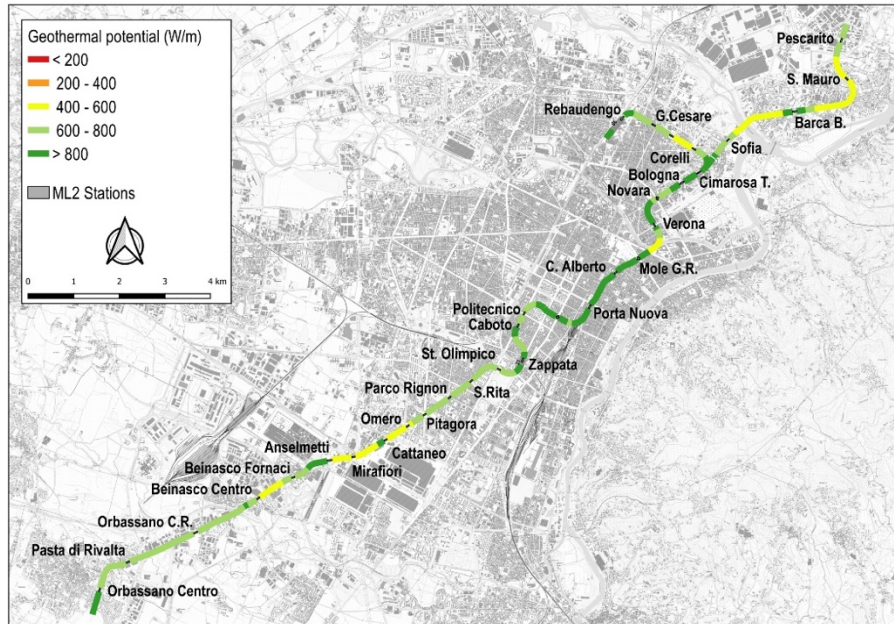 Geothermal potential (W/m)
< 200
200 - 400
400 - 600
600 - 800
> 800
ML2 Stations
0 1 2 3 4 km
Pescarito
S. Mauro
Rebaudengo
G.Cesare
Barca B.
Sofia
Corelli
Bologna
Cimarosa T.
Novara
Verona
C. Alberto
Mole G.R.
Politecnico
Porta Nuova
Caboto
St. Olimpico
Zappata
Parco Rignon
S.Rita
Omero
Pitagora
Anselmetti
Cattaneo
Beinasco Fornaci
Mirafiori
Beinasco Centro
Orbassano C.R.
Pasta di Rivalta
Orbassano Centro